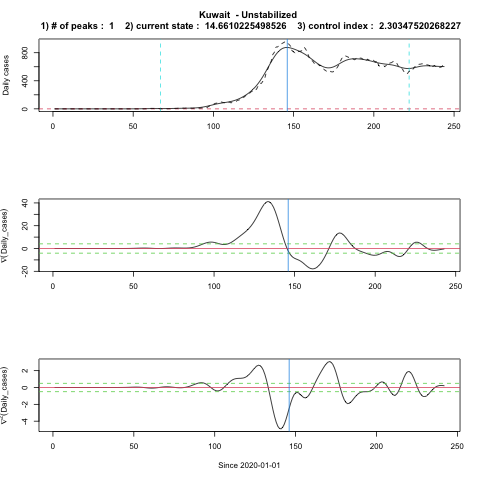 Kuwait - Unstabilized
1) # of peaks : 1 2) current state : 14.6610225498526 3) control index : 2.30347520268227
Daily cases
800
400
0
0 50 100 150 200 250
∇(Daily_cases)
40
20
0
-20
0 50 100 150 200 250
∇²(Daily_cases)
2
0
-2
-4
0 50 100 150 200 250
Since 2020-01-01